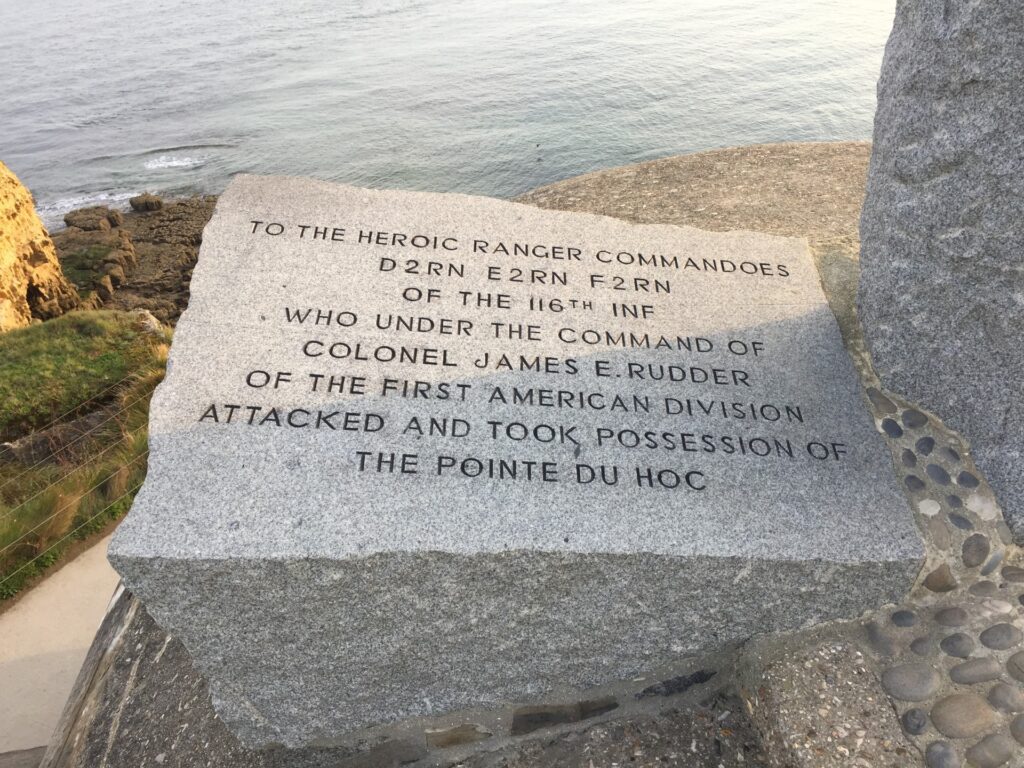 TO THE HEROIC RANGER COMMANDOES
D2RN E2RN F2RN
OF THE 116TH INF
WHO UNDER THE COMMAND OF
COLONEL JAMES E. RUDDER
OF THE FIRST AMERICAN DIVISION
ATTACKED AND TOOK POSSESSION OF
THE POINTE DU HOC